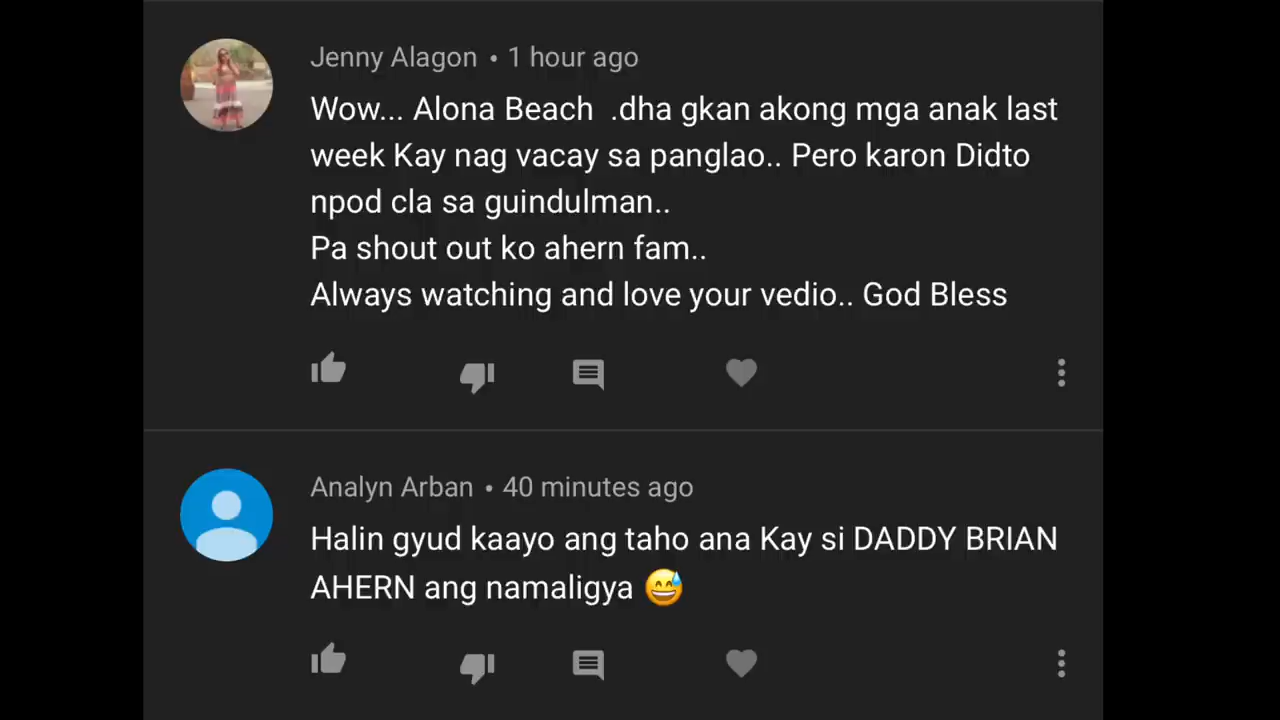 Jenny Alagon • 1 hour ago
Wow... Alona Beach .dha gkan akong mga anak last
week Kay nag vacay sa panglao.. Pero karon Didto
npod cla sa guindulman..
Pa shout out ko ahern fam..
Always watching and love your vedio.. God Bless
Analyn Arban • 40 minutes ago
Halin gyud kaayo ang taho ana Kay si DADDY BRIAN
AHERN ang namaligya 😅